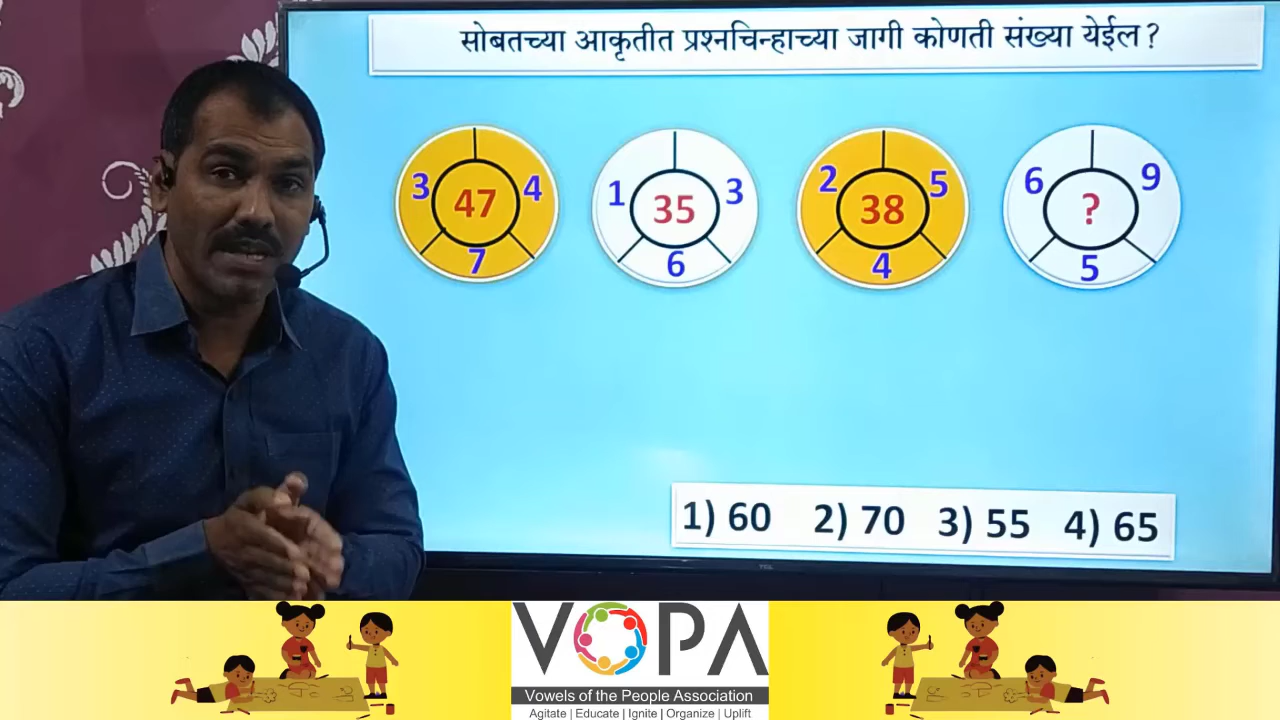 सोबतच्या आकृतीत प्रश्नचिन्हाच्या जागी कोणती संख्या येईल ?
3 47 4 7
1 35 3 6
2 38 5 4
6 ? 9 5
1) 60 2) 70 3) 55 4) 65
TCL
VOPA
Vowels of the People Association
Agitate | Educate | Ignite | Organize | Uplift